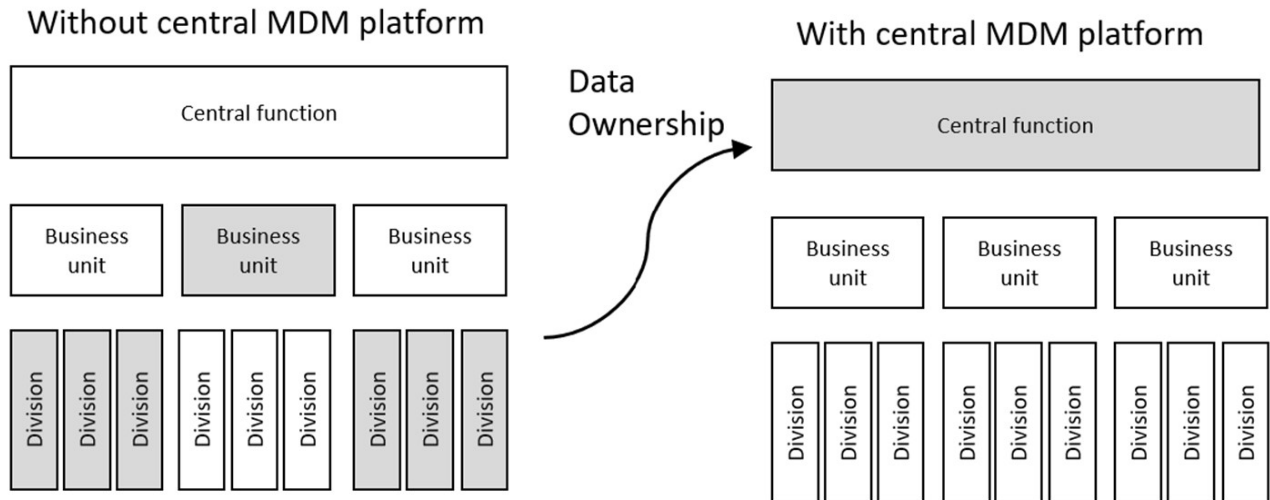 Without central MDM platform
Central function
Business
unit
Business
unit
Business
unit
Division
Division
Division
Division
Division
Division
Division
Division
Division
Data
Ownership
With central MDM platform
Central function
Business
unit
Business
unit
Business
unit
Division
Division
Division
Division
Division
Division
Division
Division
Division